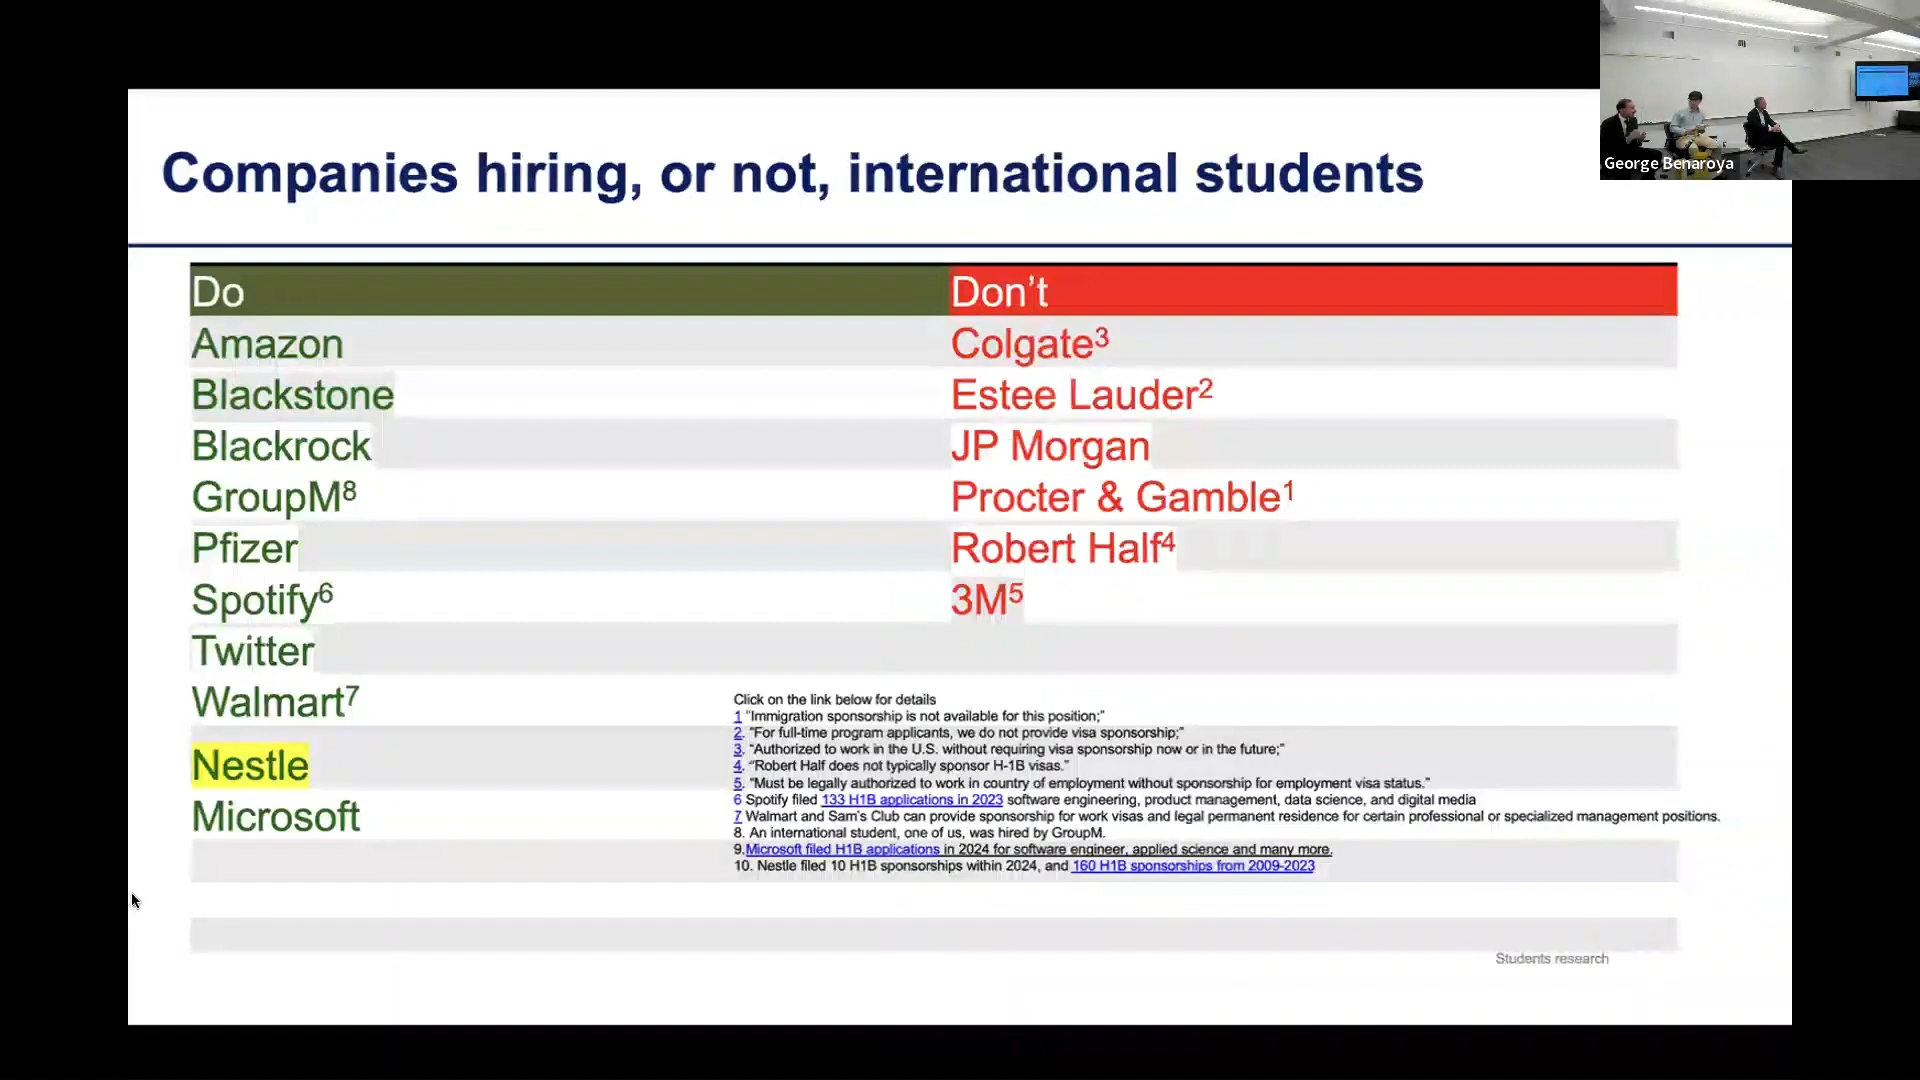 George Benaroya
Companies hiring, or not, international students
Do
Don’t
Amazon
Colgate3
Blackstone
Estee Lauder2
Blackrock
JP Morgan
GroupM8
Procter & Gamble1
Pfizer
Robert Half4
Spotify6
3M5
Twitter
Walmart7
Nestle
Microsoft
Click on the link below for details
1 “Immigration sponsorship is not available for this position;”
2. “For full-time program applicants, we do not provide visa sponsorship;”
3. “Authorized to work in the U.S. without requiring visa sponsorship now or in the future;”
4. “Robert Half does not typically sponsor H-1B visas.”
5. “Must be legally authorized to work in country of employment without sponsorship for employment visa status.”
6 Spotify filed 133 H1B applications in 2023 software engineering, product management, data science, and digital media
7 Walmart and Sam’s Club can provide sponsorship for work visas and legal permanent residence for certain professional or specialized management positions.
8. An international student, one of us, was hired by GroupM.
9.Microsoft filed H1B applications in 2024 for software engineer, applied science and many more.
10. Nestle filed 10 H1B sponsorships within 2024, and 160 H1B sponsorships from 2009-2023
Students research